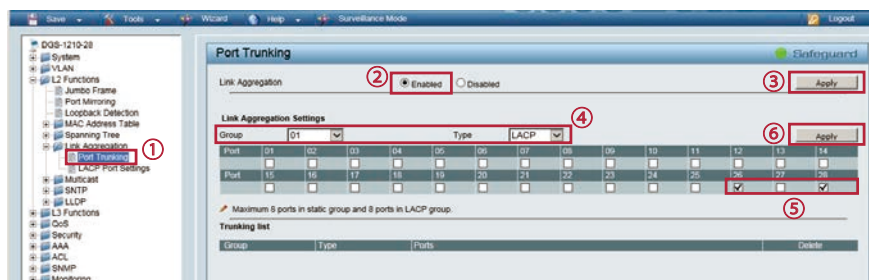 Save Tools Wizard Help Surveillance Mode Logout
DGS-1210-28
System
VLAN
L2 Functions
Jumbo Frame
Port Mirroring
Loopback Detection
MAC Address Table
Spanning Tree
Link Aggregation
Port Trunking
LACP Port Settings
Multicast
SNTP
LLDP
L3 Functions
QoS
Security
AAA
ACL
SNMP
Monitoring
①
Port Trunking Safeguard
Link Aggregation ② Enabled Disabled ③ Apply
Link Aggregation Settings ④
Group 01 Type LACP ⑥ Apply
Port 01 02 03 04 05 06 07 08 09 10 11 12 13 14
Port 15 16 17 18 19 20 21 22 23 24 25 26 27 28
⑤
Maximum 8 ports in static group and 8 ports in LACP group.
Trunking list
Group Type Ports Delete